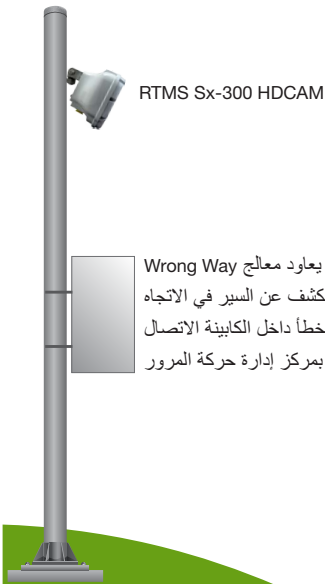 RTMS Sx-300 HDCAM
يعاود معالج Wrong Way
كشف عن السير في الاتجاه
خطأ داخل الكابينة الاتصال
بمركز إدارة حركة المرور